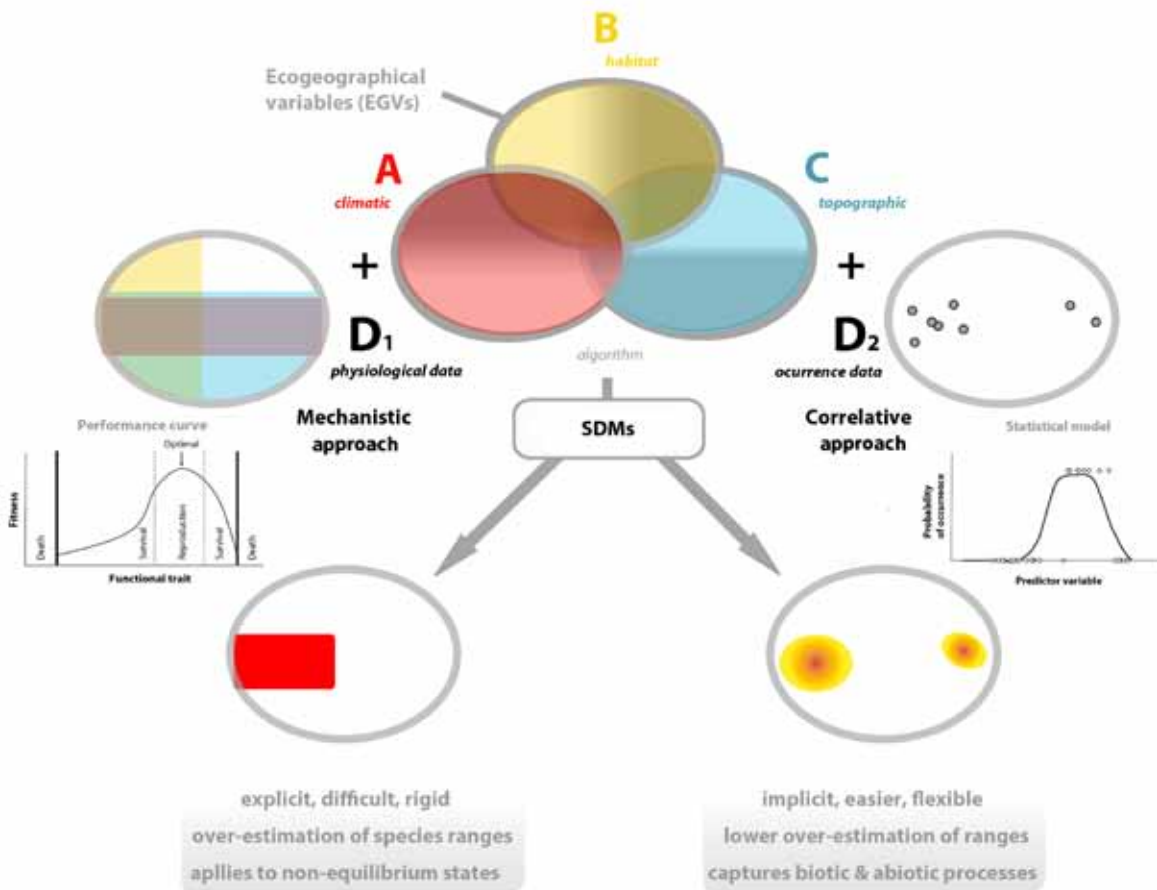 B
habitat
Ecogeographical
variables (EGVs)
A
climatic
C
topographic
+
+
D1
physiological data
D2
ocurrence data
algorithm
Mechanistic
approach
SDMs
Correlative
approach
Performance curve
Optimal
Fitness
Death
Survival
Reproduction
Survival
Death
Functional trait
Statistical model
Probability
of occurrence
Predictor variable
explicit, difficult, rigid
over-estimation of species ranges
apllies to non-equilibrium states
implicit, easier, flexible
lower over-estimation of ranges
captures biotic & abiotic processes